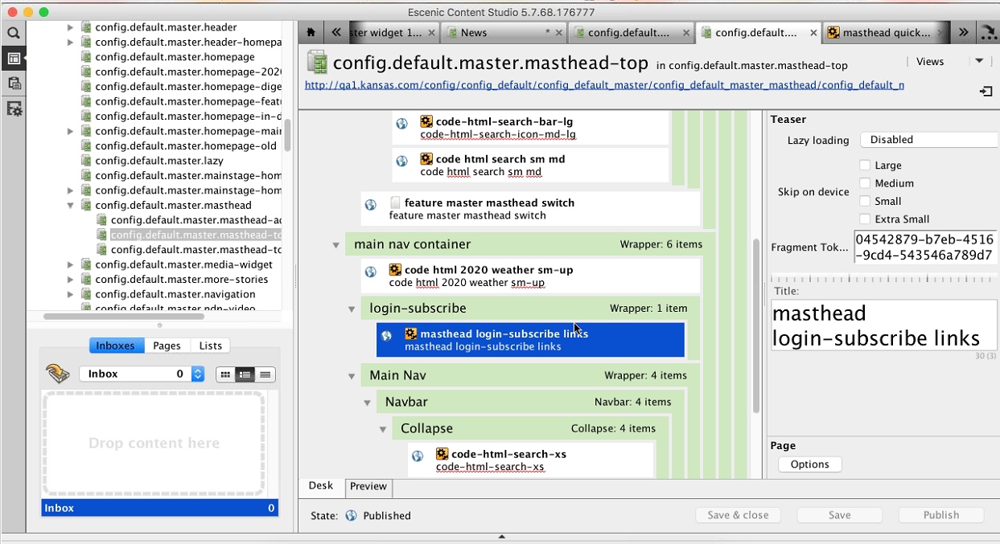 Escenic Content Studio 5.7.68.176777
config.default.master.header
config.default.master.header-homepa
config.default.master.homepage
config.default.master.homepage-202
config.default.master.homepage-dige
config.default.master.homepage-featu
config.default.master.homepage-in-d
config.default.master.homepage-main
config.default.master.homepage-old
config.default.master.lazy
config.default.master.mainstage-hom
config.default.master.mainstage-hom
config.default.master.masthead
config.default.master.masthead-ad
config.default.master.masthead-to
config.default.master.masthead-to
config.default.master.media-widget
config.default.master.more-stories
config.default.master.navigation
config.default.master.ndn-video
Inboxes Pages Lists
Inbox 0
Drop content here
Inbox 0
ster widget 1...
News *
config.default....
config.default....
masthead quick...
config.default.master.masthead-top in config.default.master.masthead-top
Views
http://qa1.kansas.com/config/config_default/config_default_master/config_default_master_masthead/config_default_n
code-html-search-bar-lg
code-html-search-icon-md-lg
code html search sm md
code html search sm md
feature master masthead switch
feature master masthead switch
main nav container Wrapper: 6 items
code html 2020 weather sm-up
code html 2020 weather sm-up
login-subscribe Wrapper: 1 item
masthead login-subscribe links
masthead login-subscribe links
Main Nav Wrapper: 4 items
Navbar Navbar: 4 items
Collapse Collapse: 4 items
code-html-search-xs
code-html-search-xs
Desk Preview
State: Published
Save & close Save Publish
Teaser
Lazy loading Disabled
Skip on device
Large
Medium
Small
Extra Small
Fragment Tok...
04542879-b7eb-4516
-9cd4-543546a789d7
Title:
masthead
login-subscribe links
30 (3)
Page
Options